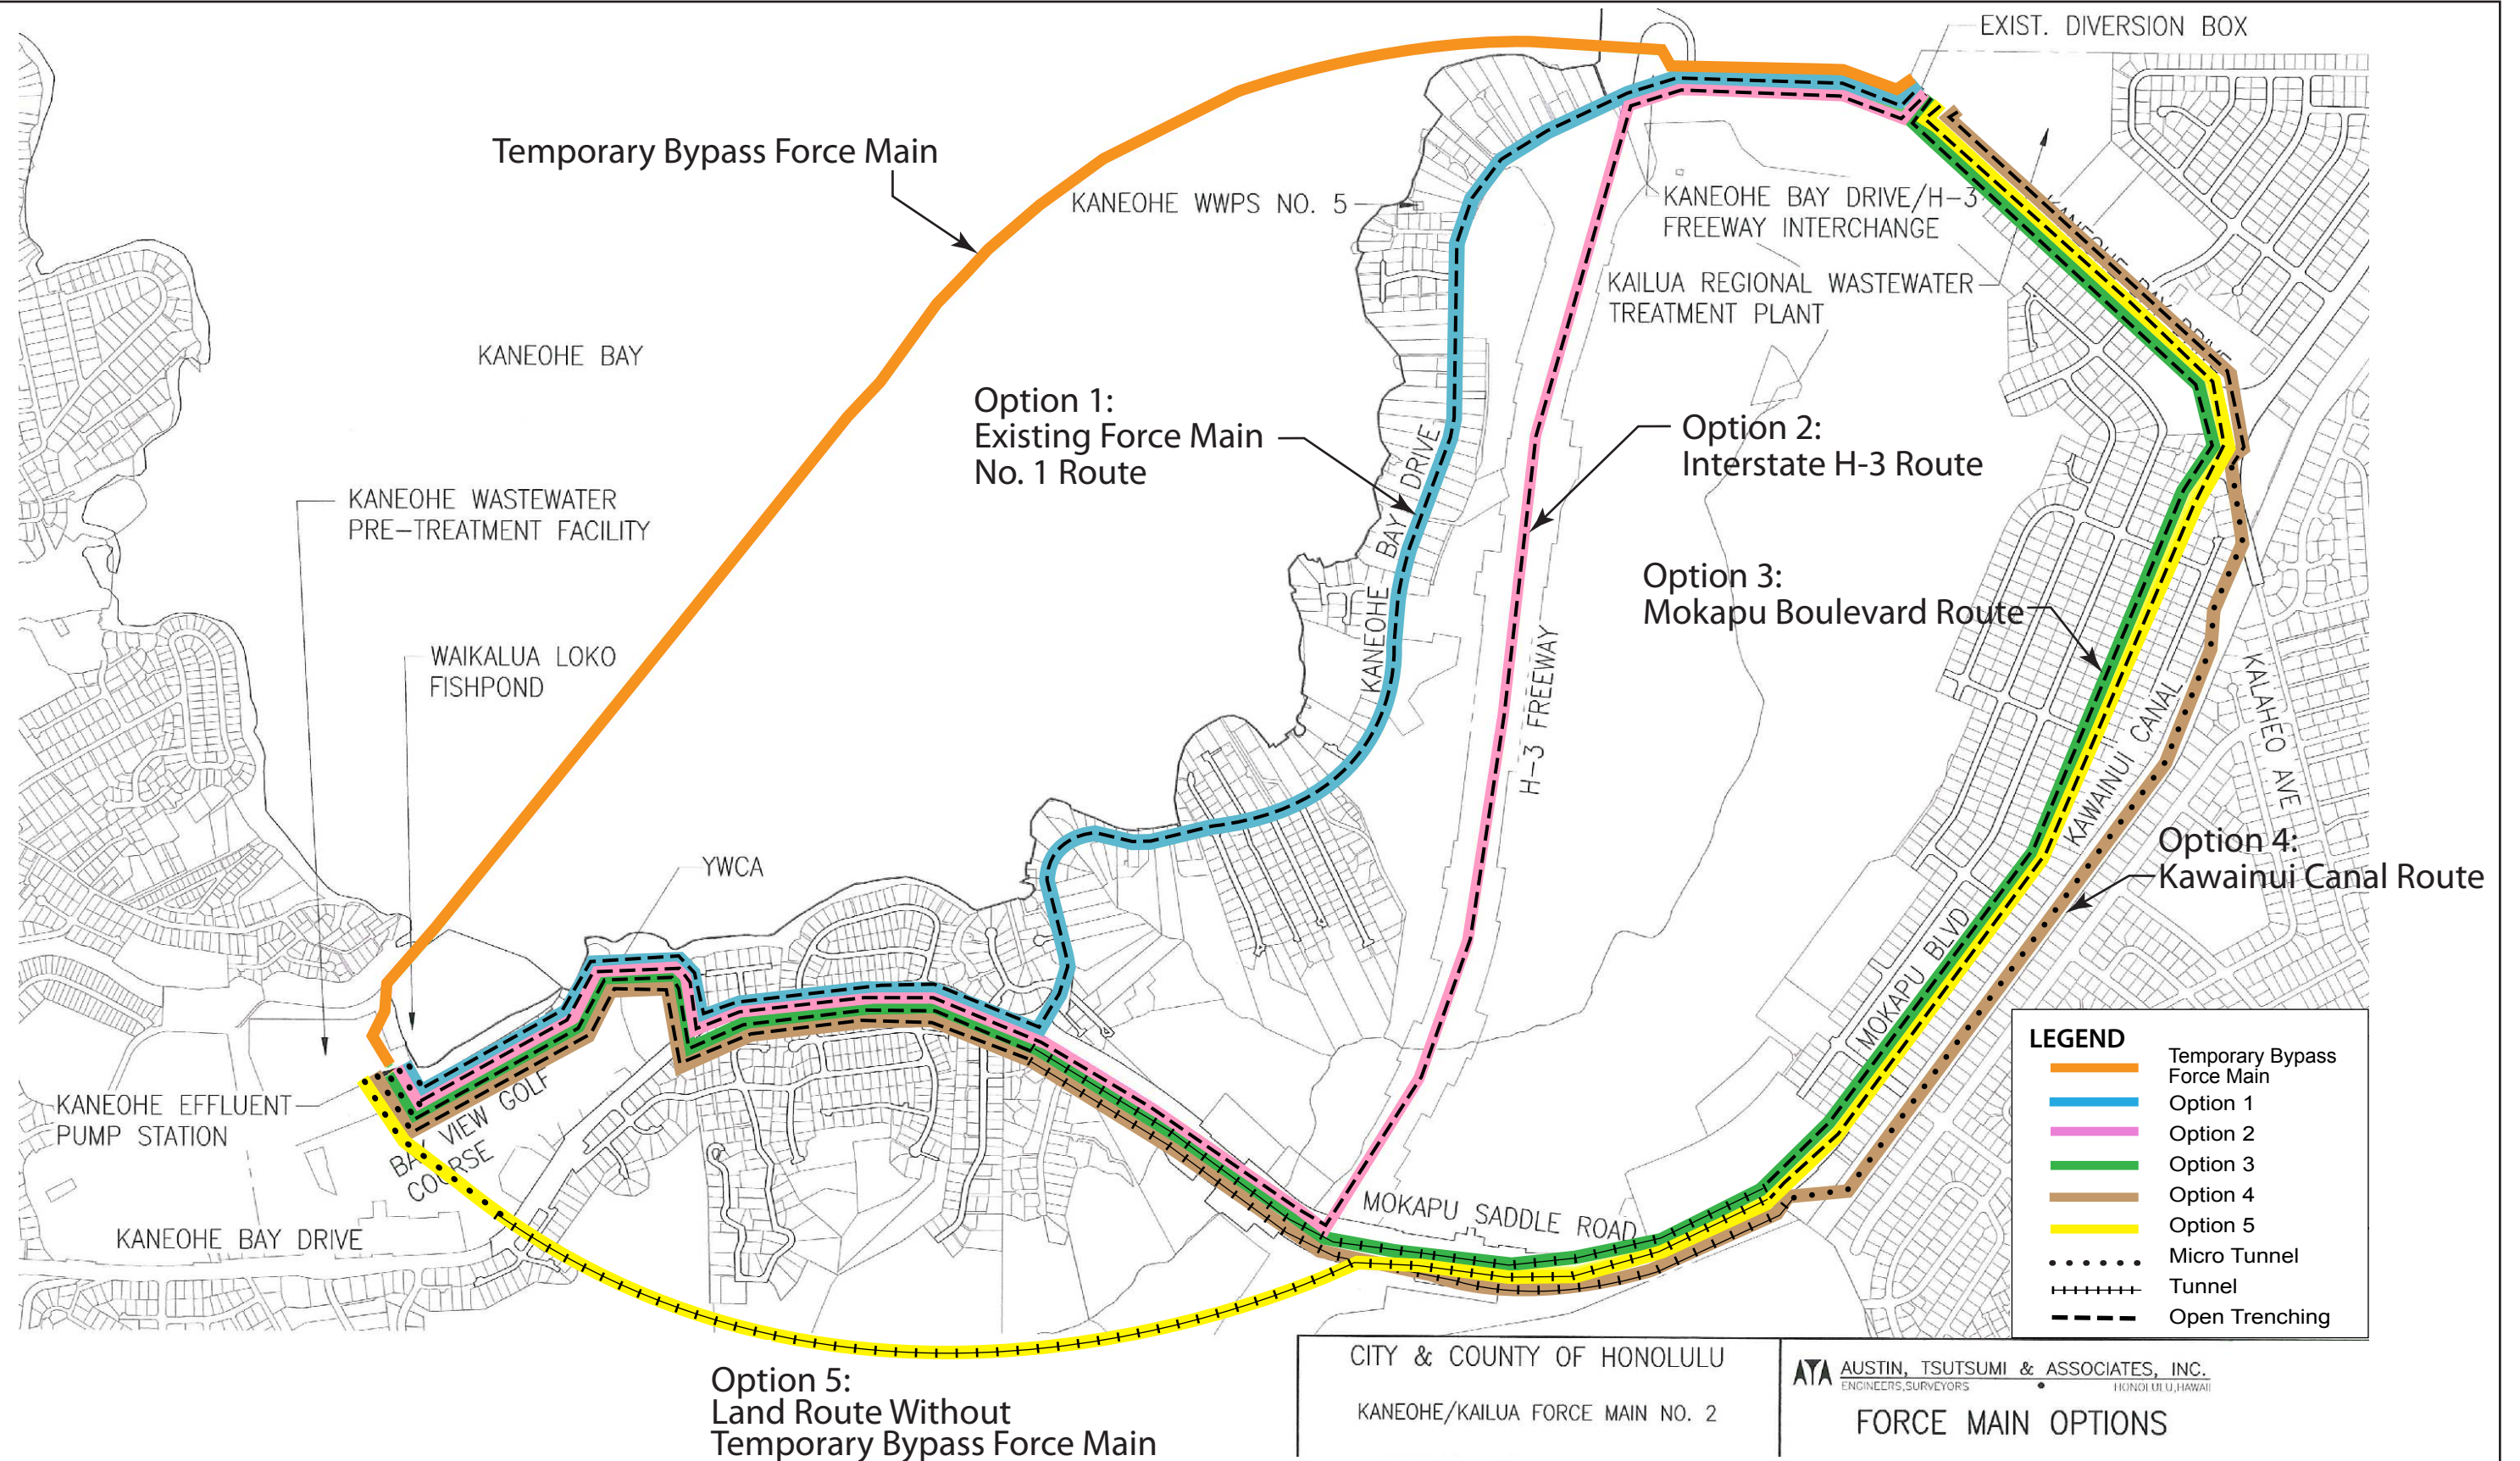 EXIST. DIVERSION BOX
Temporary Bypass Force Main
KANEOHE WWPS NO. 5
KANEOHE BAY DRIVE/H-3
FREEWAY INTERCHANGE
KAILUA REGIONAL WASTEWATER
TREATMENT PLANT
KANEOHE BAY DRIVE
KANEOHE BAY
Option 1:
Existing Force Main
No. 1 Route
Option 2:
Interstate H-3 Route
KANEOHE WASTEWATER
PRE-TREATMENT FACILITY
KANEOHE BAY DRIVE
Option 3:
Mokapu Boulevard Route
WAIKALUA LOKO
FISHPOND
H-3 FREEWAY
KAWAINUI CANAL
KALAHEO AVE
YWCA
Option 4:
Kawainui Canal Route
MOKAPU BLVD
KANEOHE EFFLUENT
PUMP STATION
BAY VIEW GOLF
COURSE
KANEOHE BAY DRIVE
MOKAPU SADDLE ROAD
Option 5:
Land Route Without
Temporary Bypass Force Main
LEGEND
Temporary Bypass
Force Main
Option 1
Option 2
Option 3
Option 4
Option 5
Micro Tunnel
Tunnel
Open Trenching
CITY & COUNTY OF HONOLULU
KANEOHE/KAILUA FORCE MAIN NO. 2
ATA AUSTIN, TSUTSUMI & ASSOCIATES, INC.
ENGINEERS,SURVEYORS • HONOLULU,HAWAII
FORCE MAIN OPTIONS